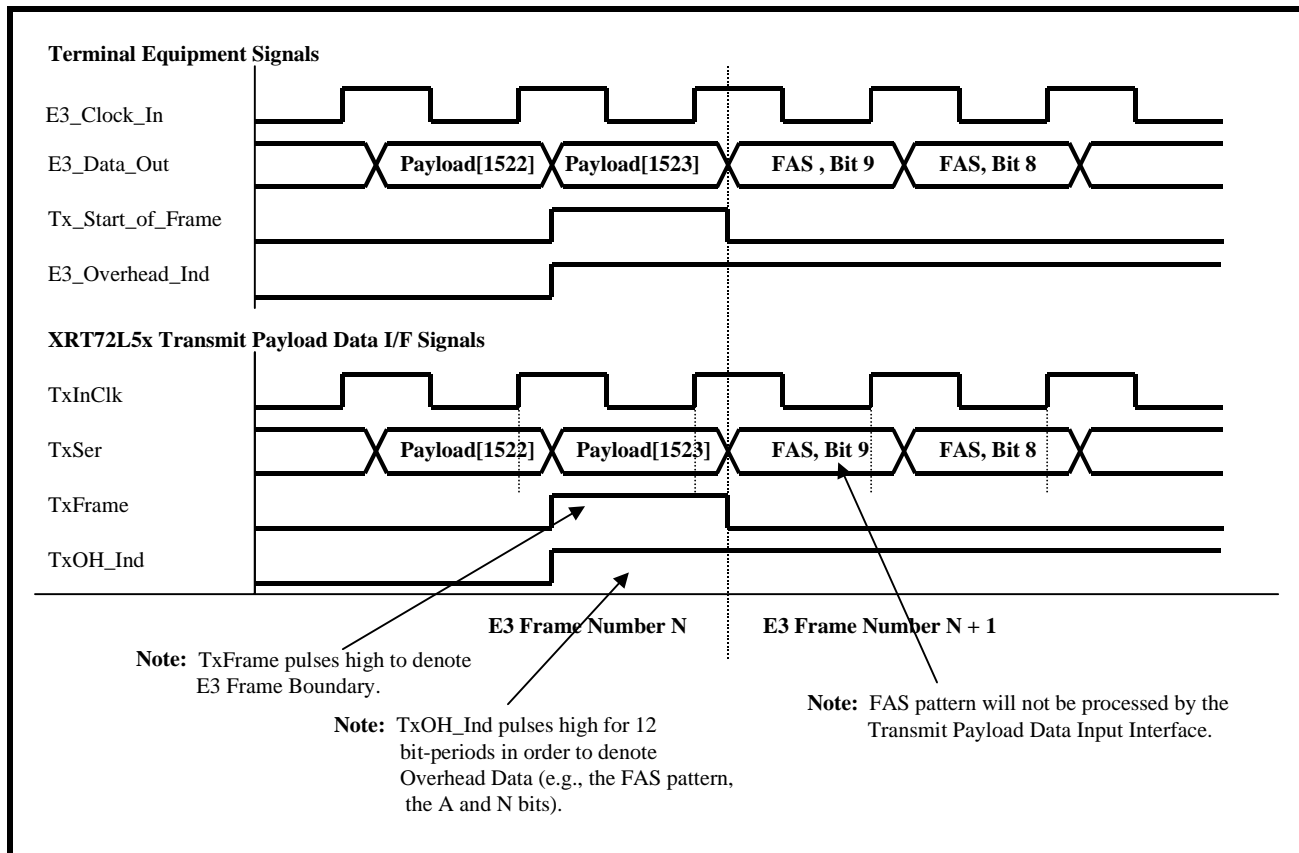 Terminal Equipment Signals
E3_Clock_In
E3_Data_Out
Payload[1522]
Payload[1523]
FAS , Bit 9
FAS, Bit 8
Tx_Start_of_Frame
E3_Overhead_Ind
XRT72L5x Transmit Payload Data I/F Signals
TxInClk
TxSer
Payload[1522]
Payload[1523]
FAS, Bit 9
FAS, Bit 8
TxFrame
TxOH_Ind
E3 Frame Number N
E3 Frame Number N + 1
Note: TxFrame pulses high to denote
E3 Frame Boundary.
Note: TxOH_Ind pulses high for 12
bit-periods in order to denote
Overhead Data (e.g., the FAS pattern,
the A and N bits).
Note: FAS pattern will not be processed by the
Transmit Payload Data Input Interface.